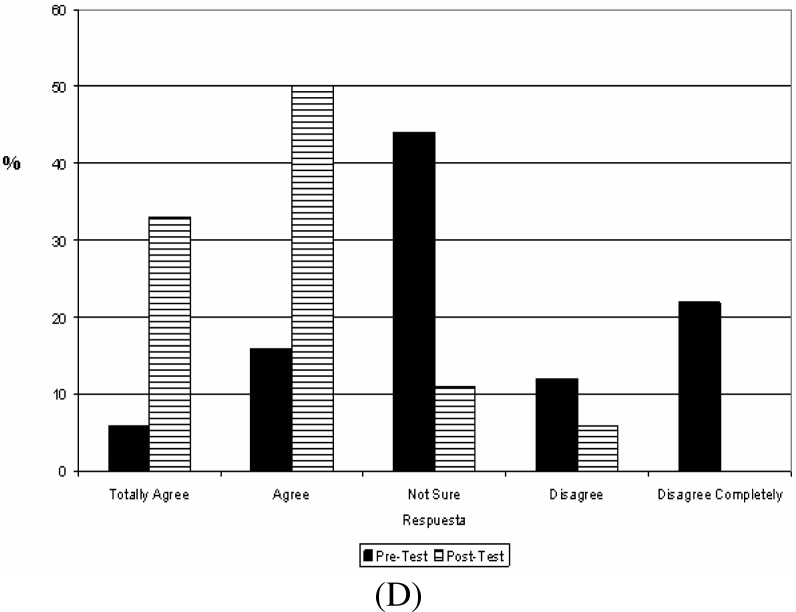 60
50
%
40
30
20
10
0
Totally Agree
Agree
Not Sure
Disagree
Disagree Completely
Respuesta
Pre-Test
Post-Test
(D)